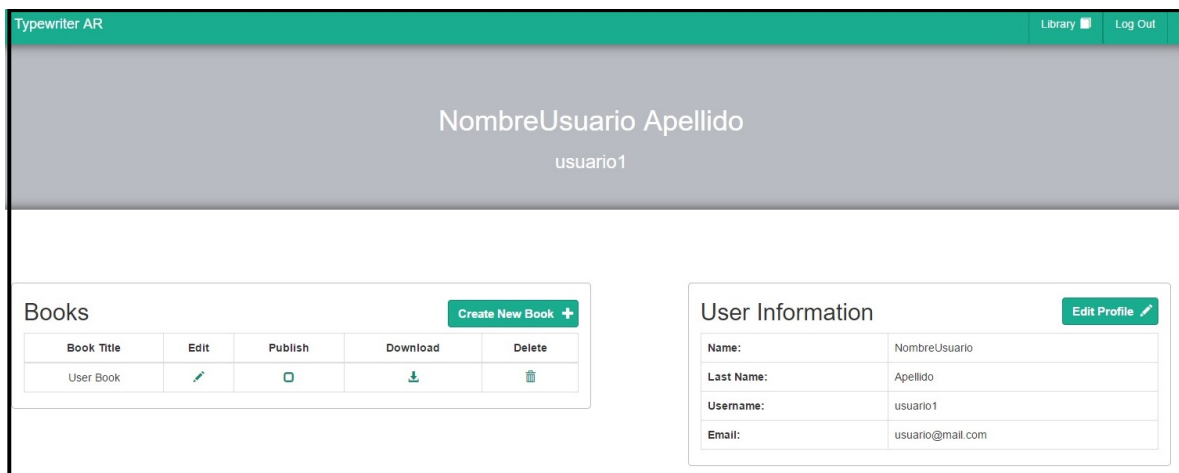 Typewriter AR
Library
Log Out
NombreUsuario Apellido
usuario1
Books
Create New Book
Book Title Edit Publish Download Delete
User Book
User Information
Edit Profile
Name: NombreUsuario
Last Name: Apellido
Username: usuario1
Email: usuario@mail.com